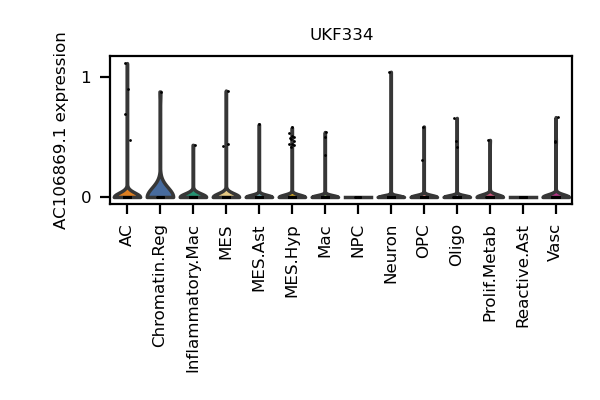 UKF334
AC106869.1 expression
1
0
AC
Chromatin.Reg
Inflammatory.Mac
MES
MES.Ast
MES.Hyp
Mac
NPC
Neuron
OPC
Oligo
Prolif.Metab
Reactive.Ast
Vasc